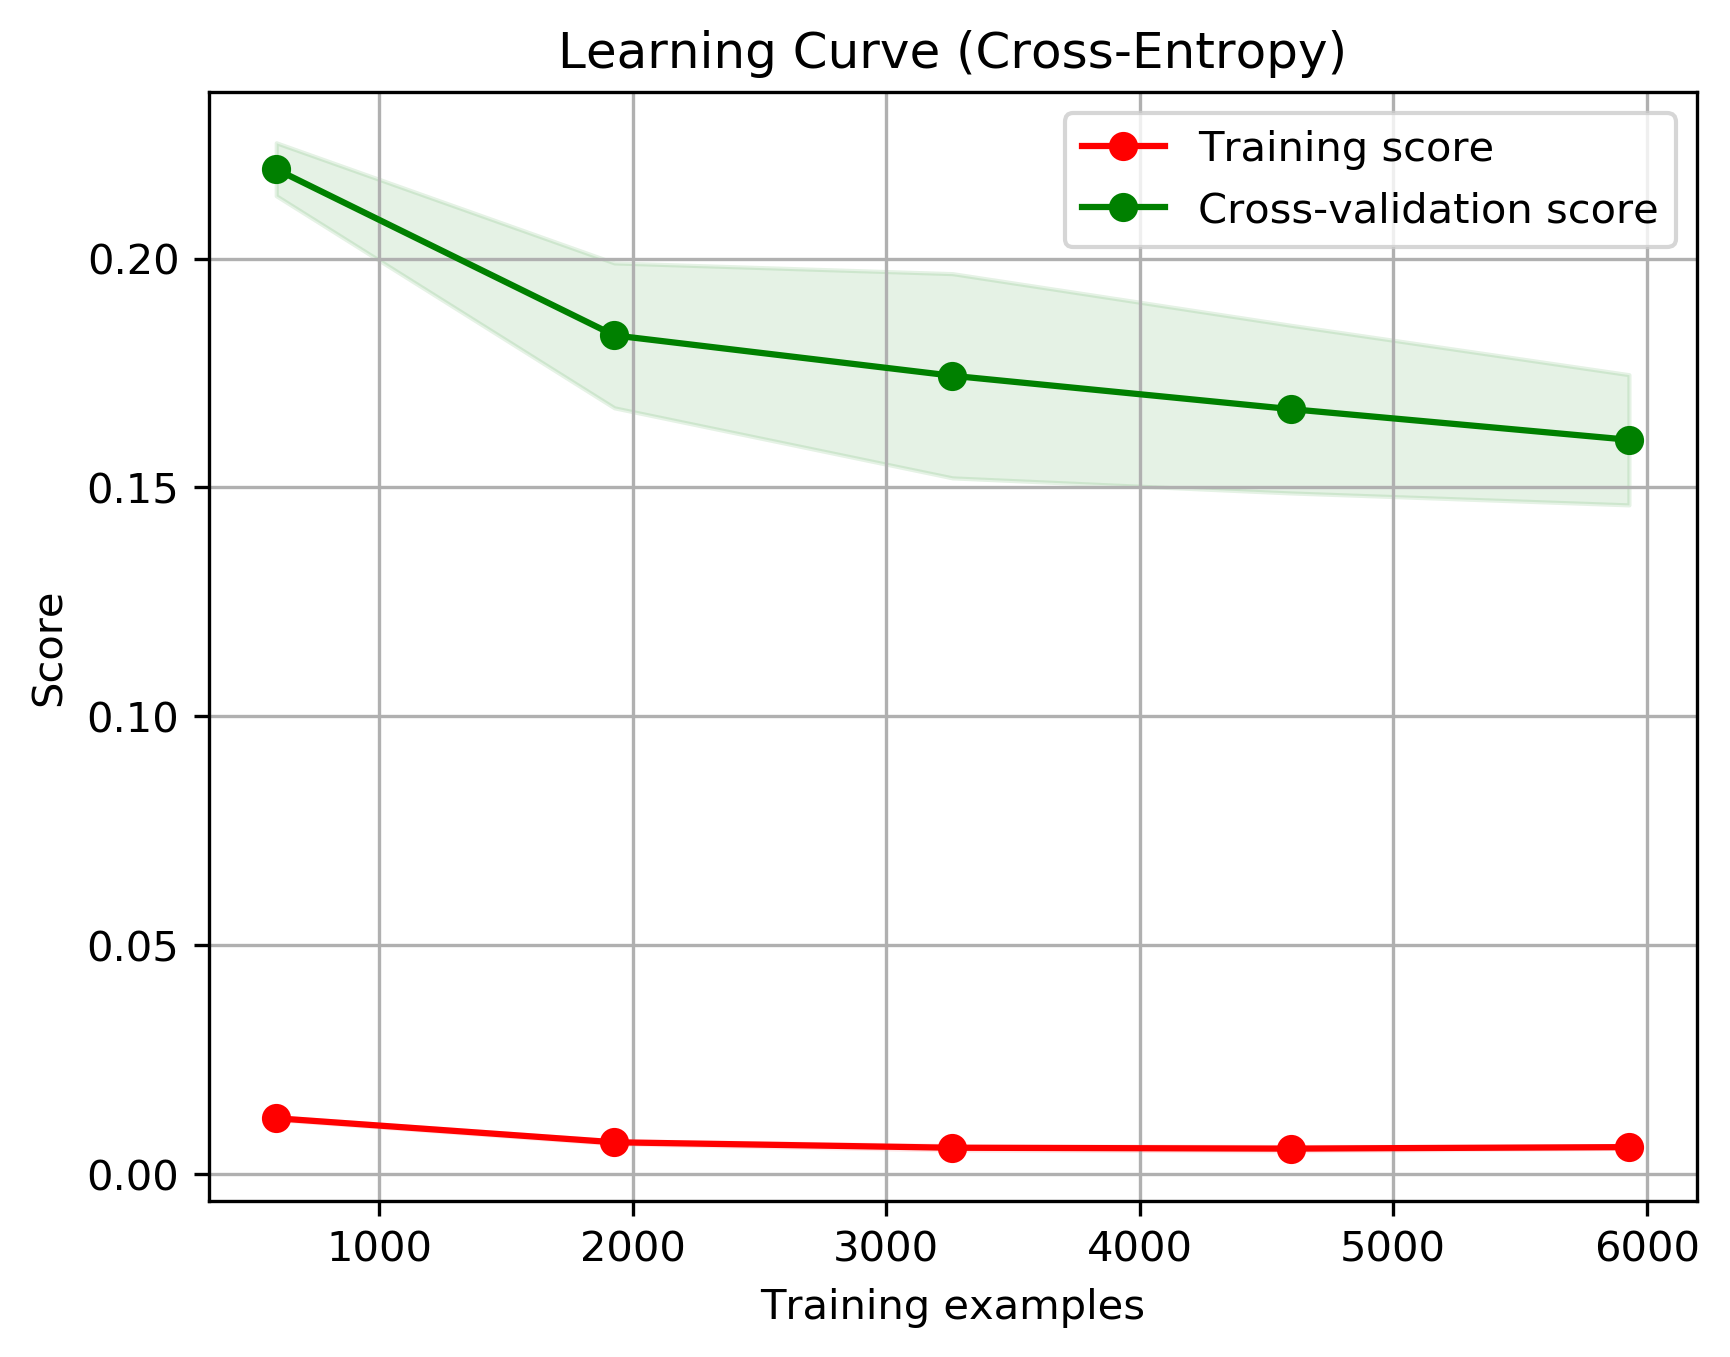 Learning Curve (Cross-Entropy)
Training score
Cross-validation score
0.20
0.15
0.10
0.05
0.00
Score
1000 2000 3000 4000 5000 6000
Training examples